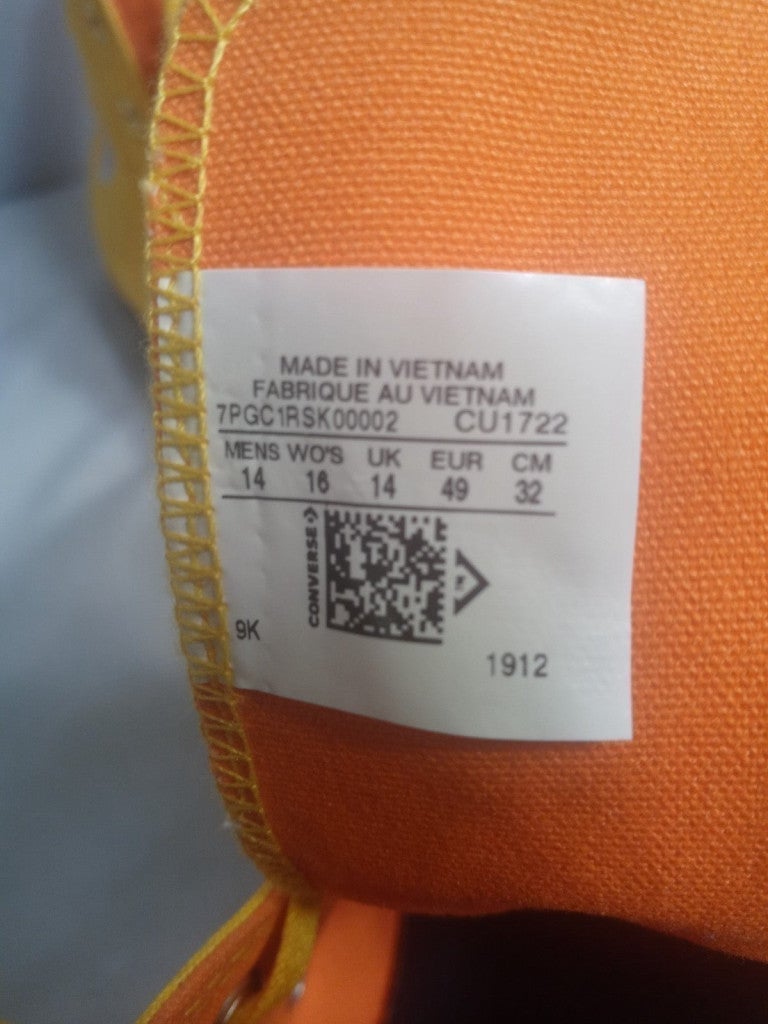 MADE IN VIETNAM
FABRIQUE AU VIETNAM
7PGC1RSK00002 CU1722
MENS WO'S UK EUR CM
14 16 14 49 32
CONVERSE
9K
1912